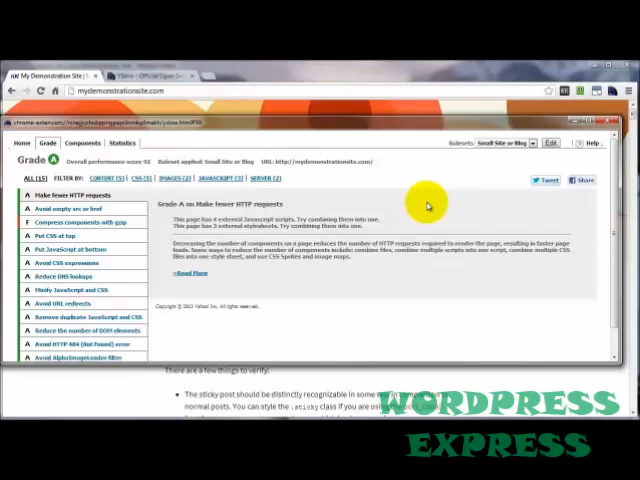 My Demonstration Site |
YSlow - Official Open So
mydemonstrationsite.com
Home Grade Components Statistics
Rulesets Small Site or Blog Edit Help
Grade A Overall performance score 92 Ruleset applied: Small Site or Blog URL: http://mydemonstrationsite.com/
ALL (15) FILTER BY: CONTENT (5) | CSS (5) | IMAGES (2) | JAVASCRIPT (3) | SERVER (2)
Tweet Share
A Make fewer HTTP requests
A Avoid empty src or href
F Compress components with gzip
A Put CSS at top
A Put JavaScript at bottom
A Avoid CSS expressions
A Reduce DNS lookups
A Minify JavaScript and CSS
A Avoid URL redirects
A Remove duplicate JavaScript and CSS
A Reduce the number of DOM elements
A Avoid HTTP 404 (Not Found) error
A Avoid AlphaImageLoader filter
Grade A on Make fewer HTTP requests
This page has 4 external Javascript scripts. Try combining them into one.
This page has 3 external stylesheets. Try combining them into one.
Decreasing the number of components on a page reduces the number of HTTP requests required to render the page, resulting in faster page
loads. Some ways to reduce the number of components include: combine files, combine multiple scripts into one script, combine multiple CSS
files into one style sheet, and use CSS Sprites and image maps.
»Read More
Copyright © 2013 Yahoo! Inc. All rights reserved.
There are a few things to verify:
The sticky post should be distinctly recognizable in some way in comparison
normal posts. You can style the .sticky class if you are using the
WORDPRESS
EXPRESS